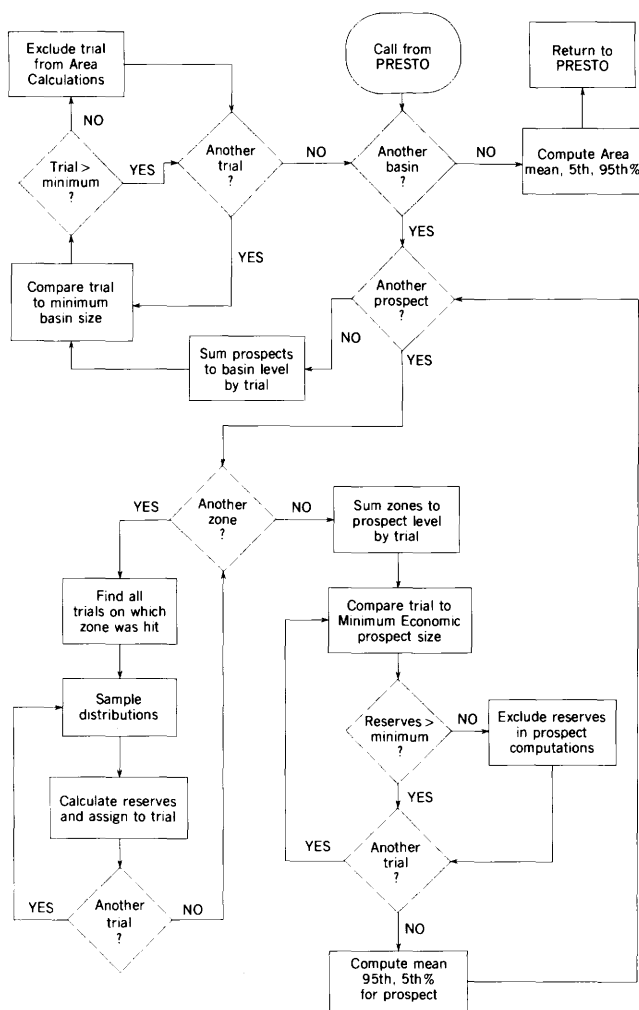 Exclude trial
from Area
Calculations
Call from
PRESTO
Return to
PRESTO
NO
Trial >
minimum
?
YES
Another
trial
?
NO
Another
basin
?
NO
Compute Area
mean, 5th, 95th%
YES
YES
Compare trial
to minimum
basin size
Another
prospect
?
NO
Sum prospects
to basin level
by trial
YES
YES
Another
zone
?
NO
Sum zones to
prospect level
by trial
Find all
trials on which
zone was hit
Compare trial to
Minimum Economic
prospect size
Sample
distributions
Reserves >
minimum
?
NO
Exclude reserves
in prospect
computations
Calculate reserves
and assign to trial
YES
YES
Another
trial
?
YES
Another
trial
?
NO
NO
Compute mean
95th, 5th%
for prospect